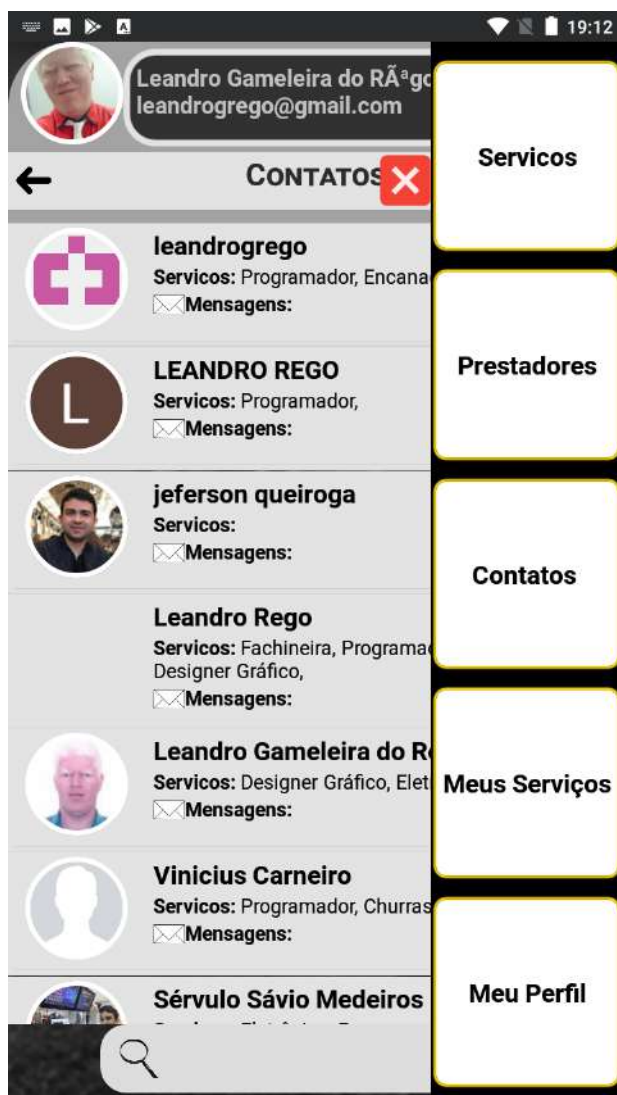 19:12
Leandro Gameleira do RÃªgo
leandrogrego@gmail.com
CONTATOS
leandrogrego
Servicos: Programador, Encana
Mensagens:
L
LEANDRO REGO
Servicos: Programador,
Mensagens:
jeferson queiroga
Servicos:
Mensagens:
Leandro Rego
Servicos: Fachineira, Programa
Designer Gráfico,
Mensagens:
Leandro Gameleira do R
Servicos: Designer Gráfico, Elet
Mensagens:
Vinicius Carneiro
Servicos: Programador, Churras
Mensagens:
Sérvulo Sávio Medeiros
Servicos
Prestadores
Contatos
Meus Serviços
Meu Perfil